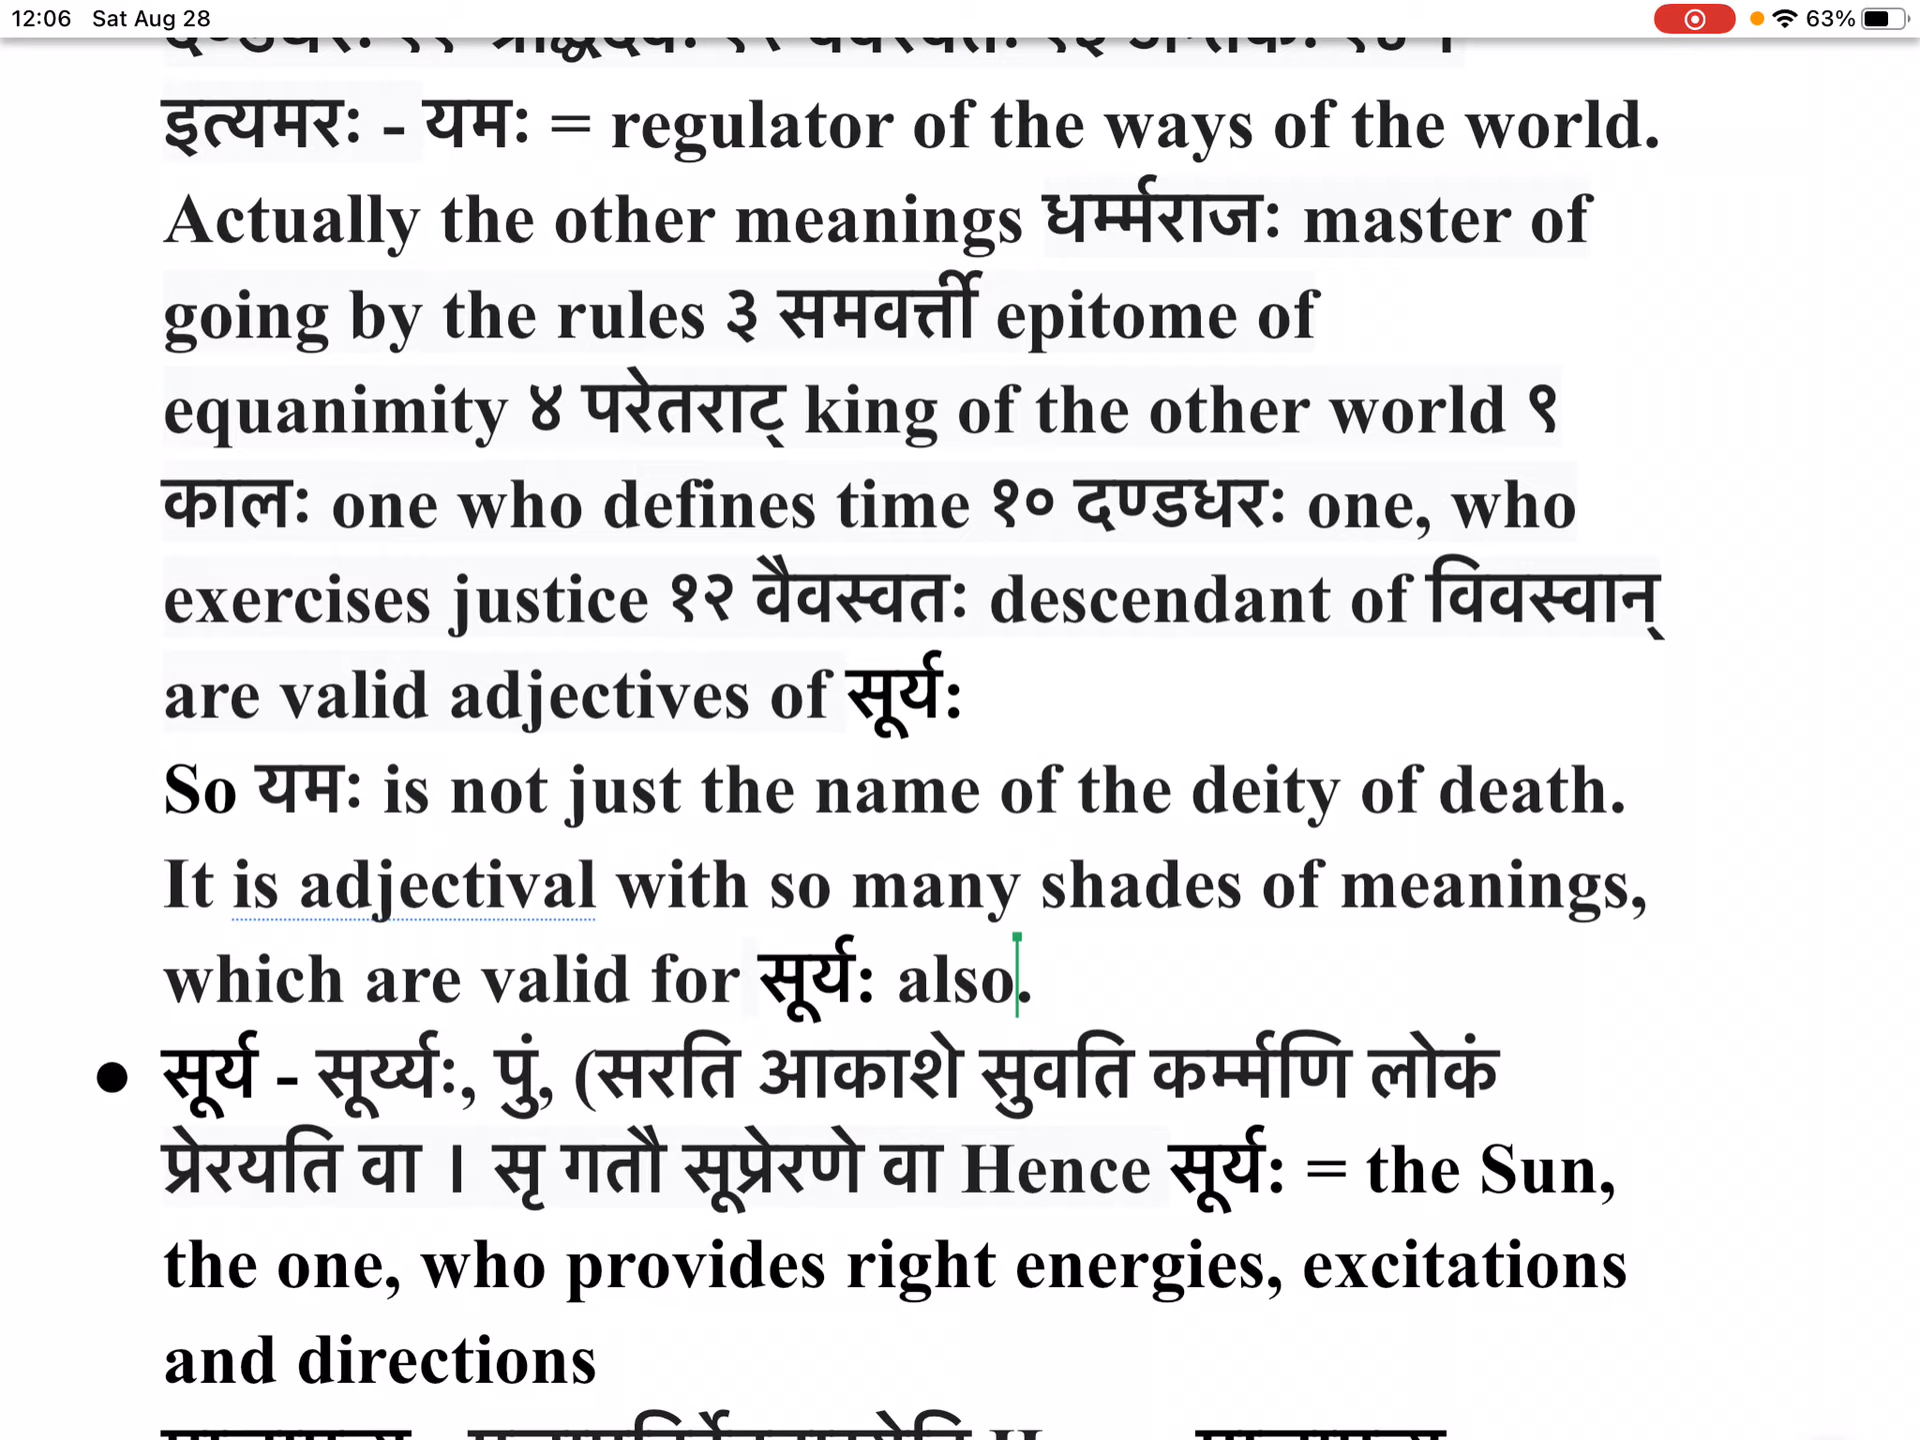 12:06 Sat Aug 28 63%
इत्यमरः - यमः = regulator of the ways of the world.
Actually the other meanings धर्म्मराजः master of
going by the rules ३ समवर्त्ती epitome of
equanimity ४ परेतराट् king of the other world ९
कालः one who defines time १० दण्डधरः one, who
exercises justice १२ वैवस्वतः descendant of विवस्वान्
are valid adjectives of सूर्य:
So यमः is not just the name of the deity of death.
It is adjectival with so many shades of meanings,
which are valid for सूर्य: also.
● सूर्य - सूर्य्यः, पुं, (सरति आकाशे सुवति कर्म्मणि लोकं
प्रेरयति वा । सृ गतौ सूप्रेरणे वा Hence सूर्य: = the Sun,
the one, who provides right energies, excitations
and directions